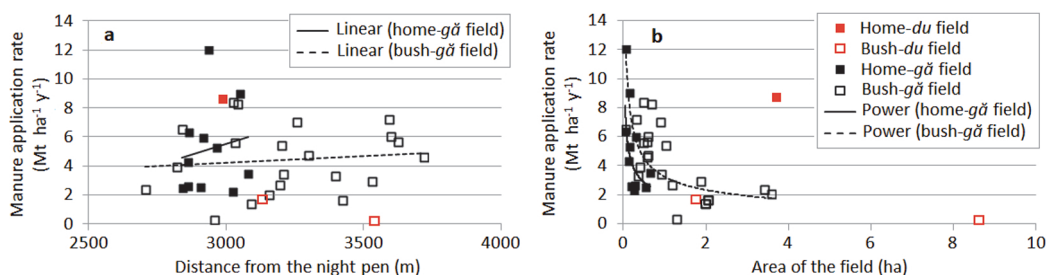 Manure application rate
(Mt ha⁻¹ y⁻¹)
14
12
10
8
6
4
2
0
a
Linear (home-gă field)
Linear (bush-gă field)
2500
3000
3500
4000
Distance from the night pen (m)
Manure application rate
(Mt ha⁻¹ y⁻¹)
14
12
10
8
6
4
2
0
b
Home-du field
Bush-du field
Home-gă field
Bush-gă field
Power (home-gă field)
Power (bush-gă field)
0
2
4
6
8
10
Area of the field (ha)